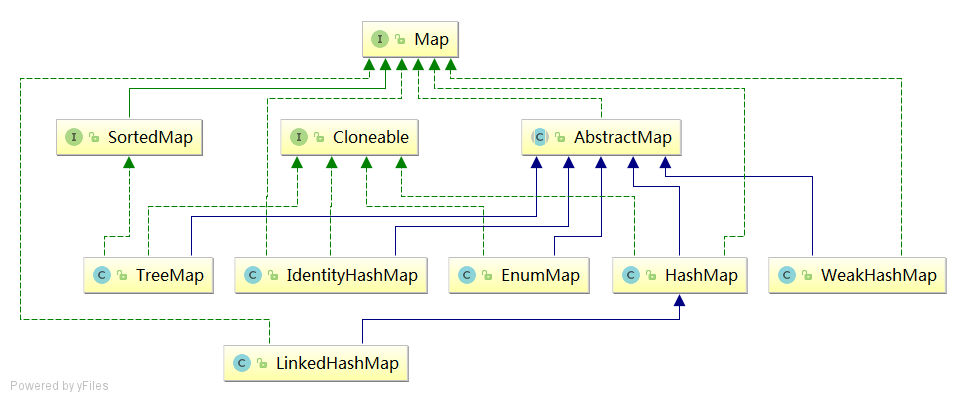 I Map
I SortedMap
I Cloneable
C AbstractMap
C TreeMap
C IdentityHashMap
C EnumMap
C HashMap
C WeakHashMap
C LinkedHashMap
Powered by yFiles